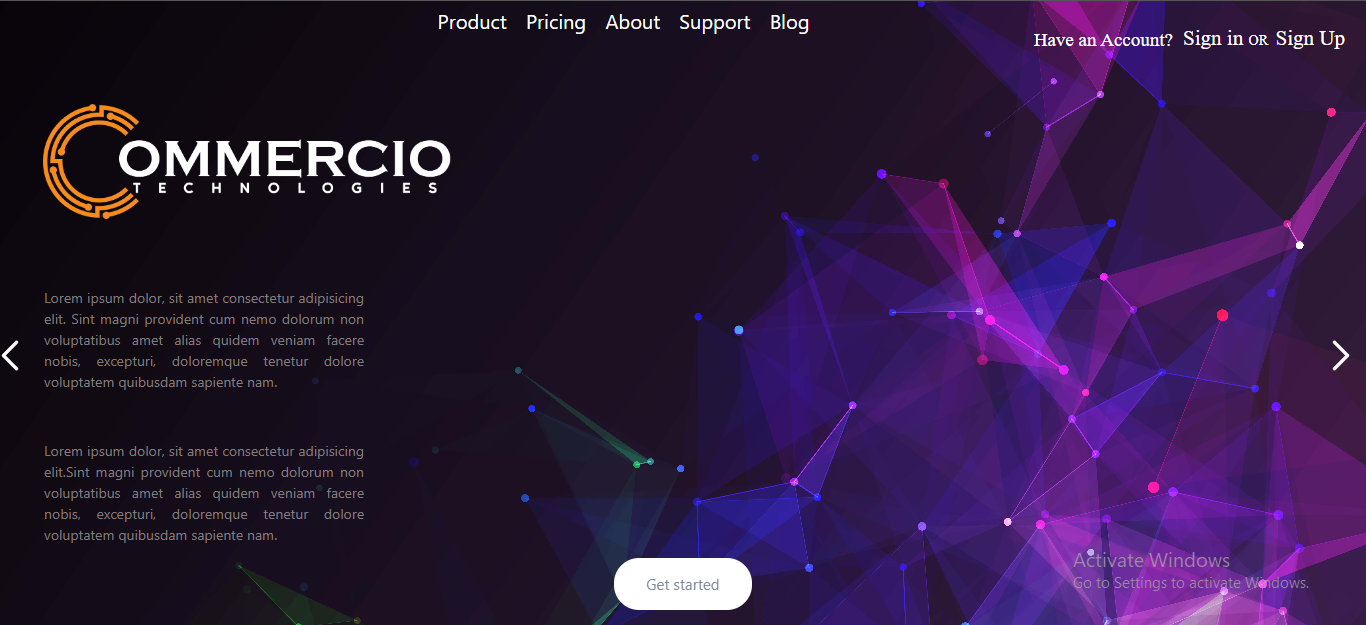 Product Pricing About Support Blog
Have an Account? Sign in OR Sign Up
COMMERCIO
TECHNOLOGIES
Lorem ipsum dolor, sit amet consectetur adipisicing
elit. Sint magni provident cum nemo dolorum non
voluptatibus amet alias quidem veniam facere
nobis, excepturi, doloremque tenetur dolore
voluptatem quibusdam sapiente nam.
Lorem ipsum dolor, sit amet consectetur adipisicing
elit.Sint magni provident cum nemo dolorum non
voluptatibus amet alias quidem veniam facere
nobis, excepturi, doloremque tenetur dolore
voluptatem quibusdam sapiente nam.
Get started
Activate Windows
Go to Settings to activate Windows.